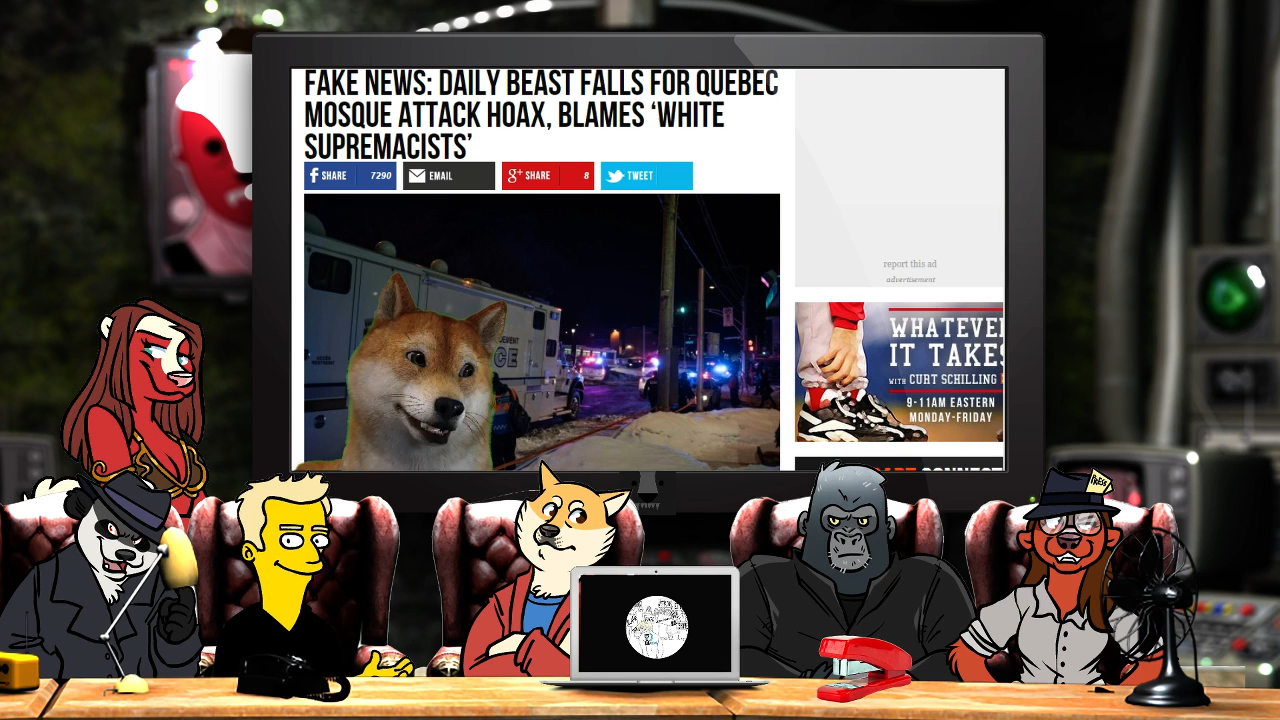 FAKE NEWS: DAILY BEAST FALLS FOR QUEBEC
MOSQUE ATTACK HOAX, BLAMES ‘WHITE
SUPREMACISTS’
SHARE 7290 EMAIL g+ SHARE 8 TWEET
report this ad
advertisement
WHATEVER
IT TAKES
WITH CURT SCHILLING
9-11AM EASTERN
MONDAY-FRIDAY
PRESS